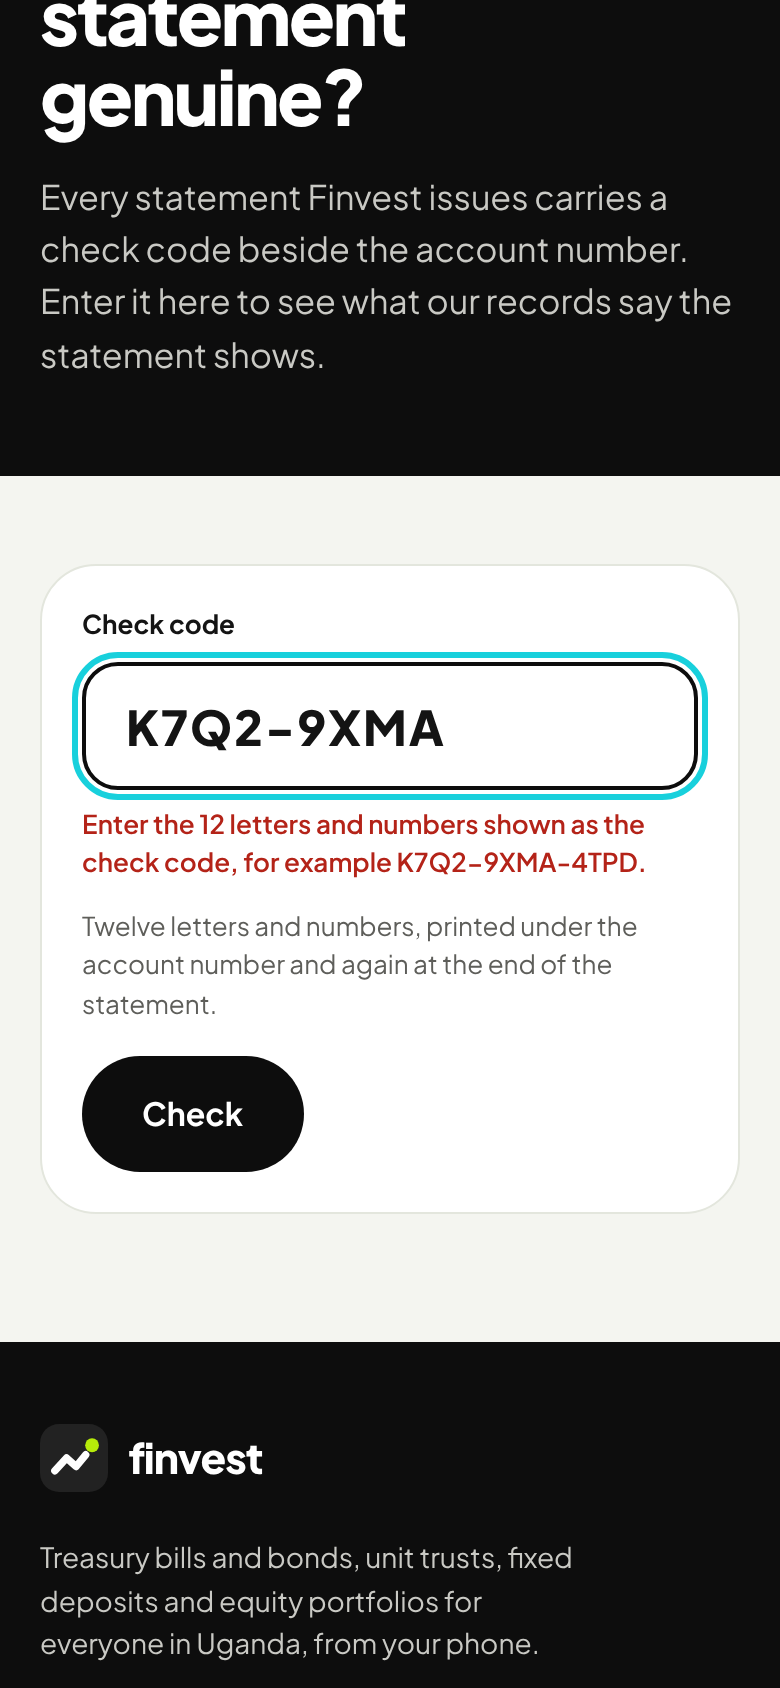 statement
genuine?
Every statement Finvest issues carries a
check code beside the account number.
Enter it here to see what our records say the
statement shows.
Check code
K7Q2-9XMA
Enter the 12 letters and numbers shown as the
check code, for example K7Q2-9XMA-4TPD.
Twelve letters and numbers, printed under the
account number and again at the end of the
statement.
Check
finvest
Treasury bills and bonds, unit trusts, fixed
deposits and equity portfolios for
everyone in Uganda, from your phone.